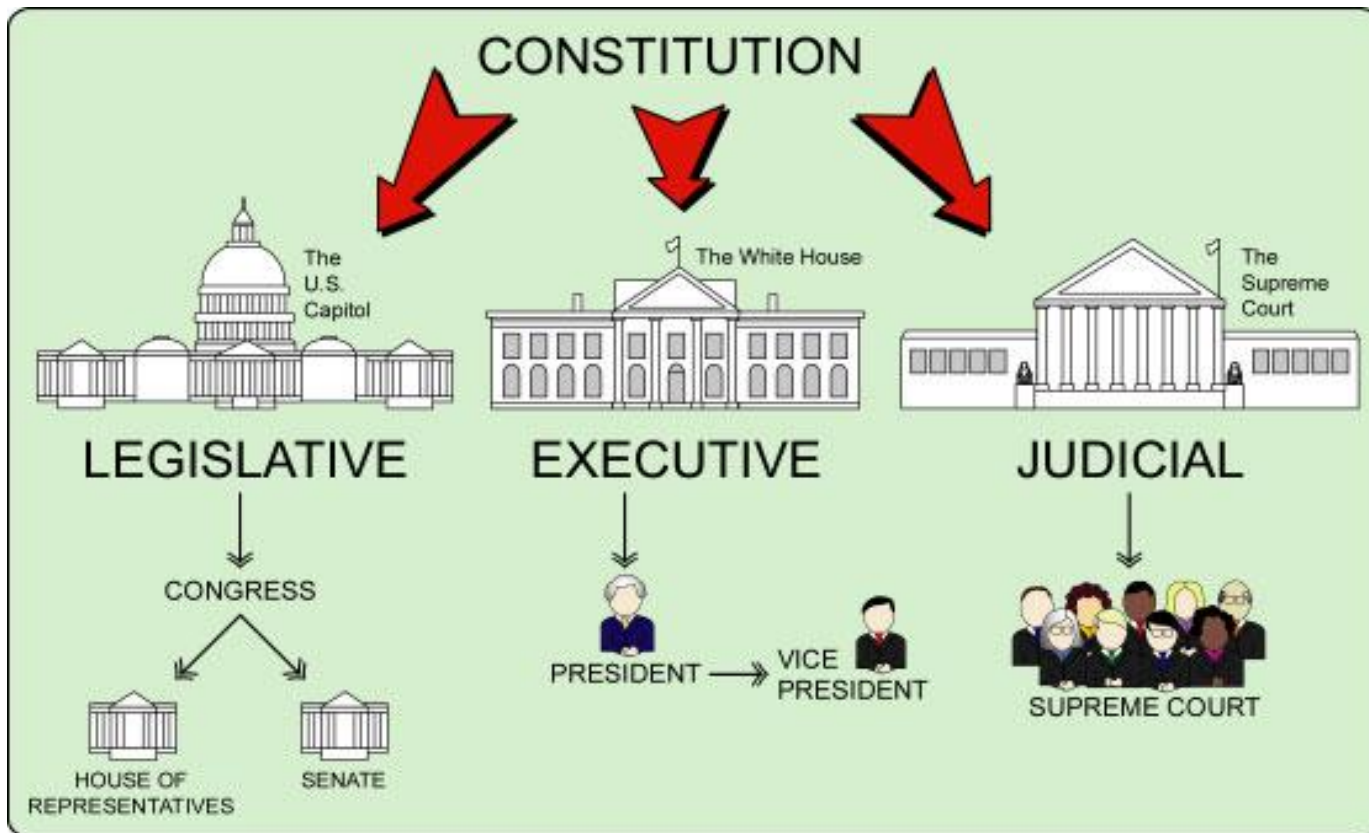 CONSTITUTION
The
U.S.
Capitol
The White House
The
Supreme
Court
LEGISLATIVE
EXECUTIVE
JUDICIAL
CONGRESS
HOUSE OF
REPRESENTATIVES
SENATE
PRESIDENT
VICE
PRESIDENT
SUPREME COURT